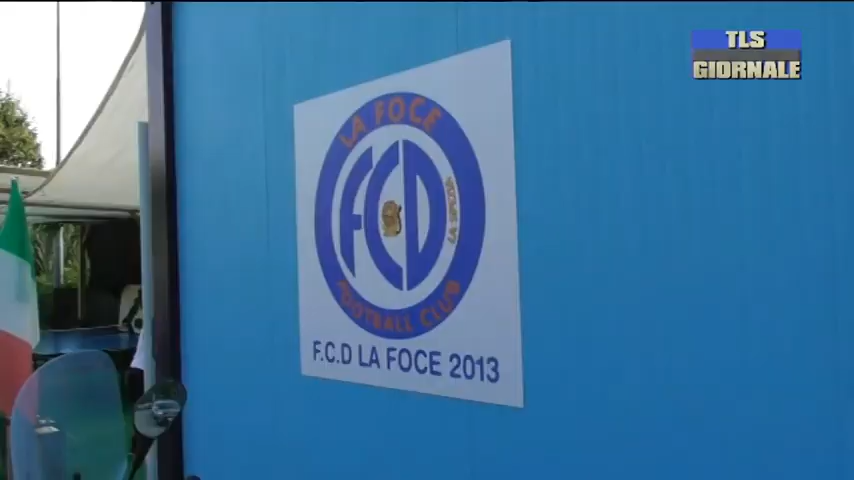 TLS
GIORNALE
LA FOCE
FCD
LA SPEZIA
FOOTBALL CLUB
F.C.D LA FOCE 2013